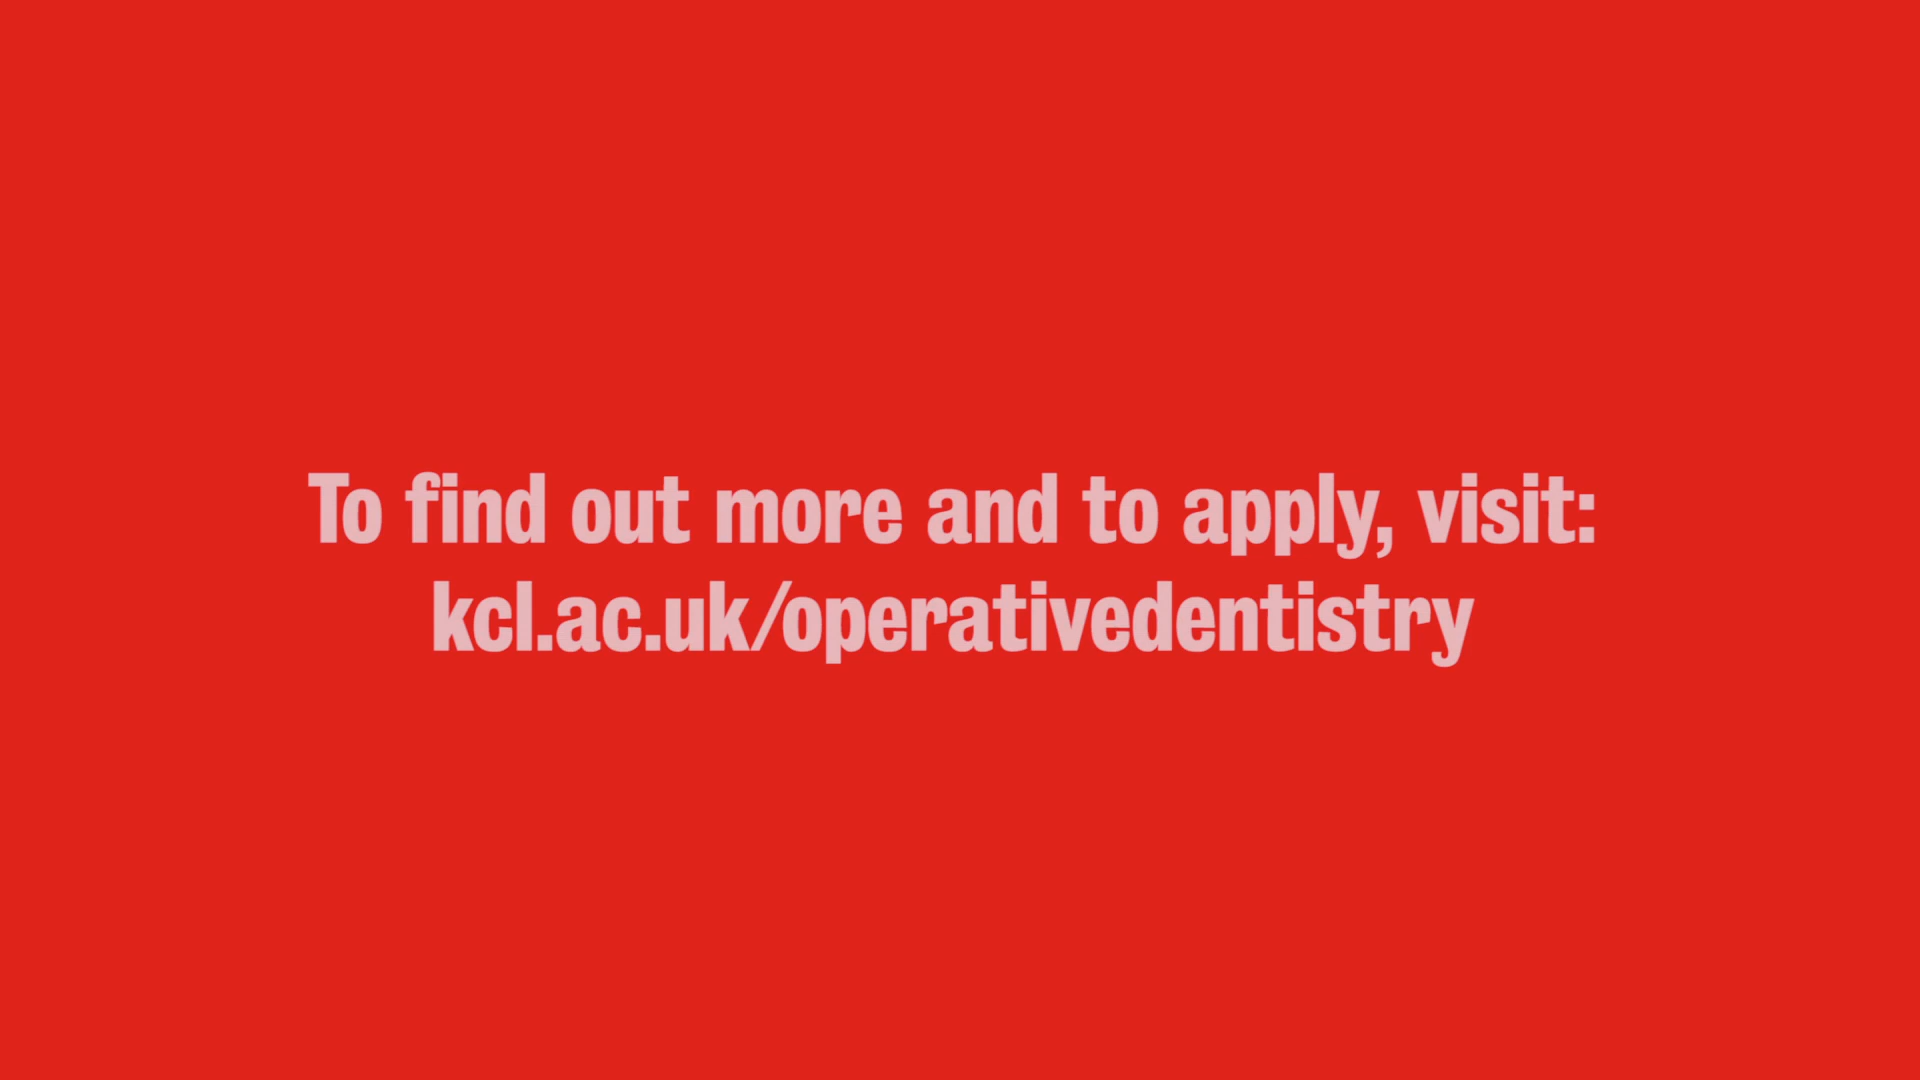 To find out more and to apply, visit:
kcl.ac.uk/operativedentistry